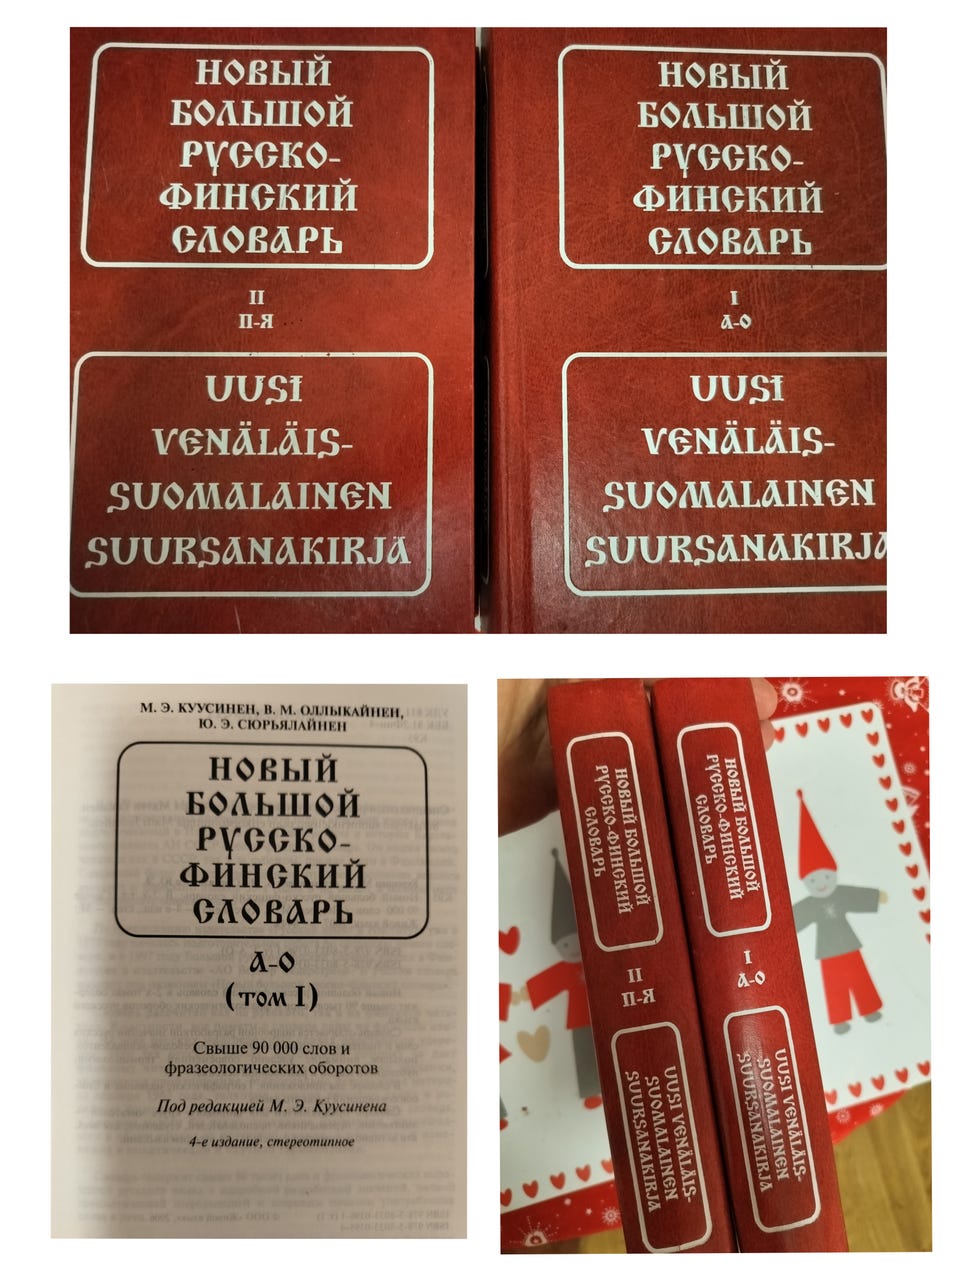 НОВЫЙ
БОЛЬШОЙ
РУССКО-
ФИНСКИЙ
СЛОВАРЬ
II
П-Я
UUSI
VENÄLÄIS-
SUOMALAINEN
SUURSANAKIRJA
НОВЫЙ
БОЛЬШОЙ
РУССКО-
ФИНСКИЙ
СЛОВАРЬ
I
А-О
UUSI
VENÄLÄIS-
SUOMALAINEN
SUURSANAKIRJA
М. Э. КУУСИНЕН, В. М. ОЛЛЫКАЙНЕН,
Ю. Э. СЮРЬЯЛАЙНЕН
НОВЫЙ
БОЛЬШОЙ
РУССКО-
ФИНСКИЙ
СЛОВАРЬ
А-О
(том I)
Свыше 90 000 слов и
фразеологических оборотов
Под редакцией М. Э. Куусинена
4-е издание, стереотипное
НОВЫЙ БОЛЬШОЙ
РУССКО-ФИНСКИЙ
СЛОВАРЬ
II
П-Я
UUSI VENÄLÄIS-
SUOMALAINEN
SUURSANAKIRJA
НОВЫЙ БОЛЬШОЙ
РУССКО-ФИНСКИЙ
СЛОВАРЬ
I
А-О
UUSI VENÄLÄIS-
SUOMALAINEN
SUURSANAKIRJA